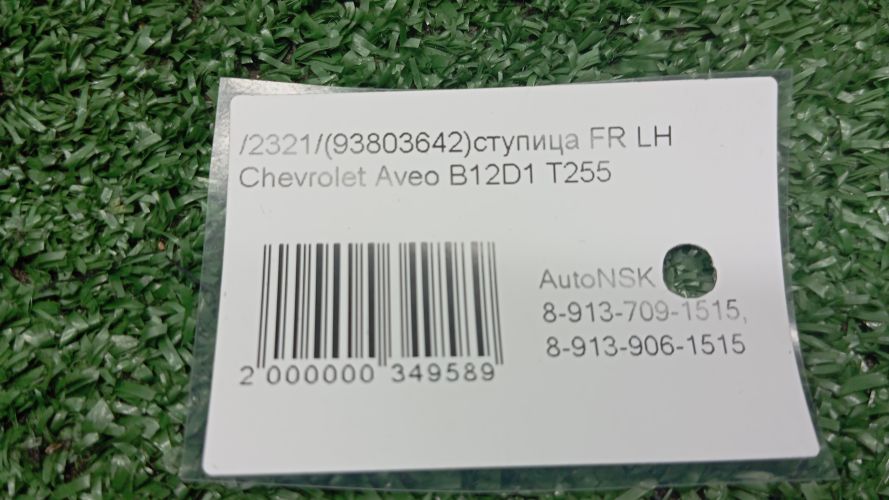 /2321/(93803642)ступица FR LH
Chevrolet Aveo B12D1 T255
AutoNSK
8-913-709-1515,
8-913-906-1515
2 000000 349589